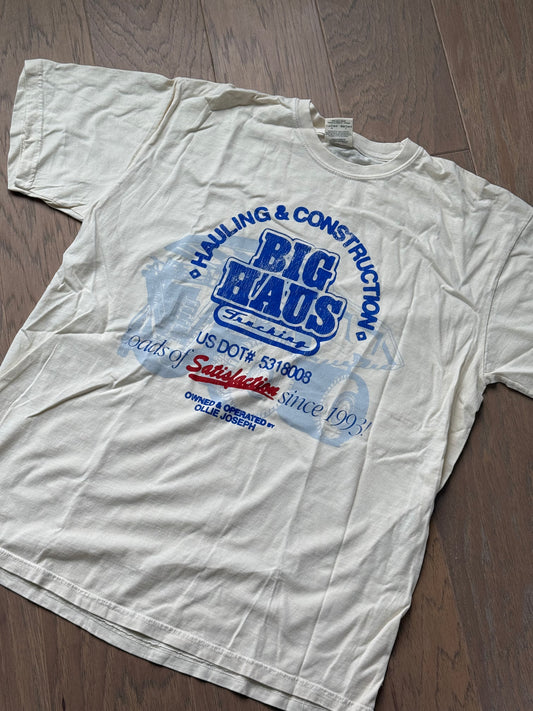 ◇ HAULING & CONSTRUCTION ◇
BIG
HAUS
Trucking
US DOT# 5318008
Loads of Satisfaction since 1993!
OWNED & OPERATED BY
OLLIE JOSEPH